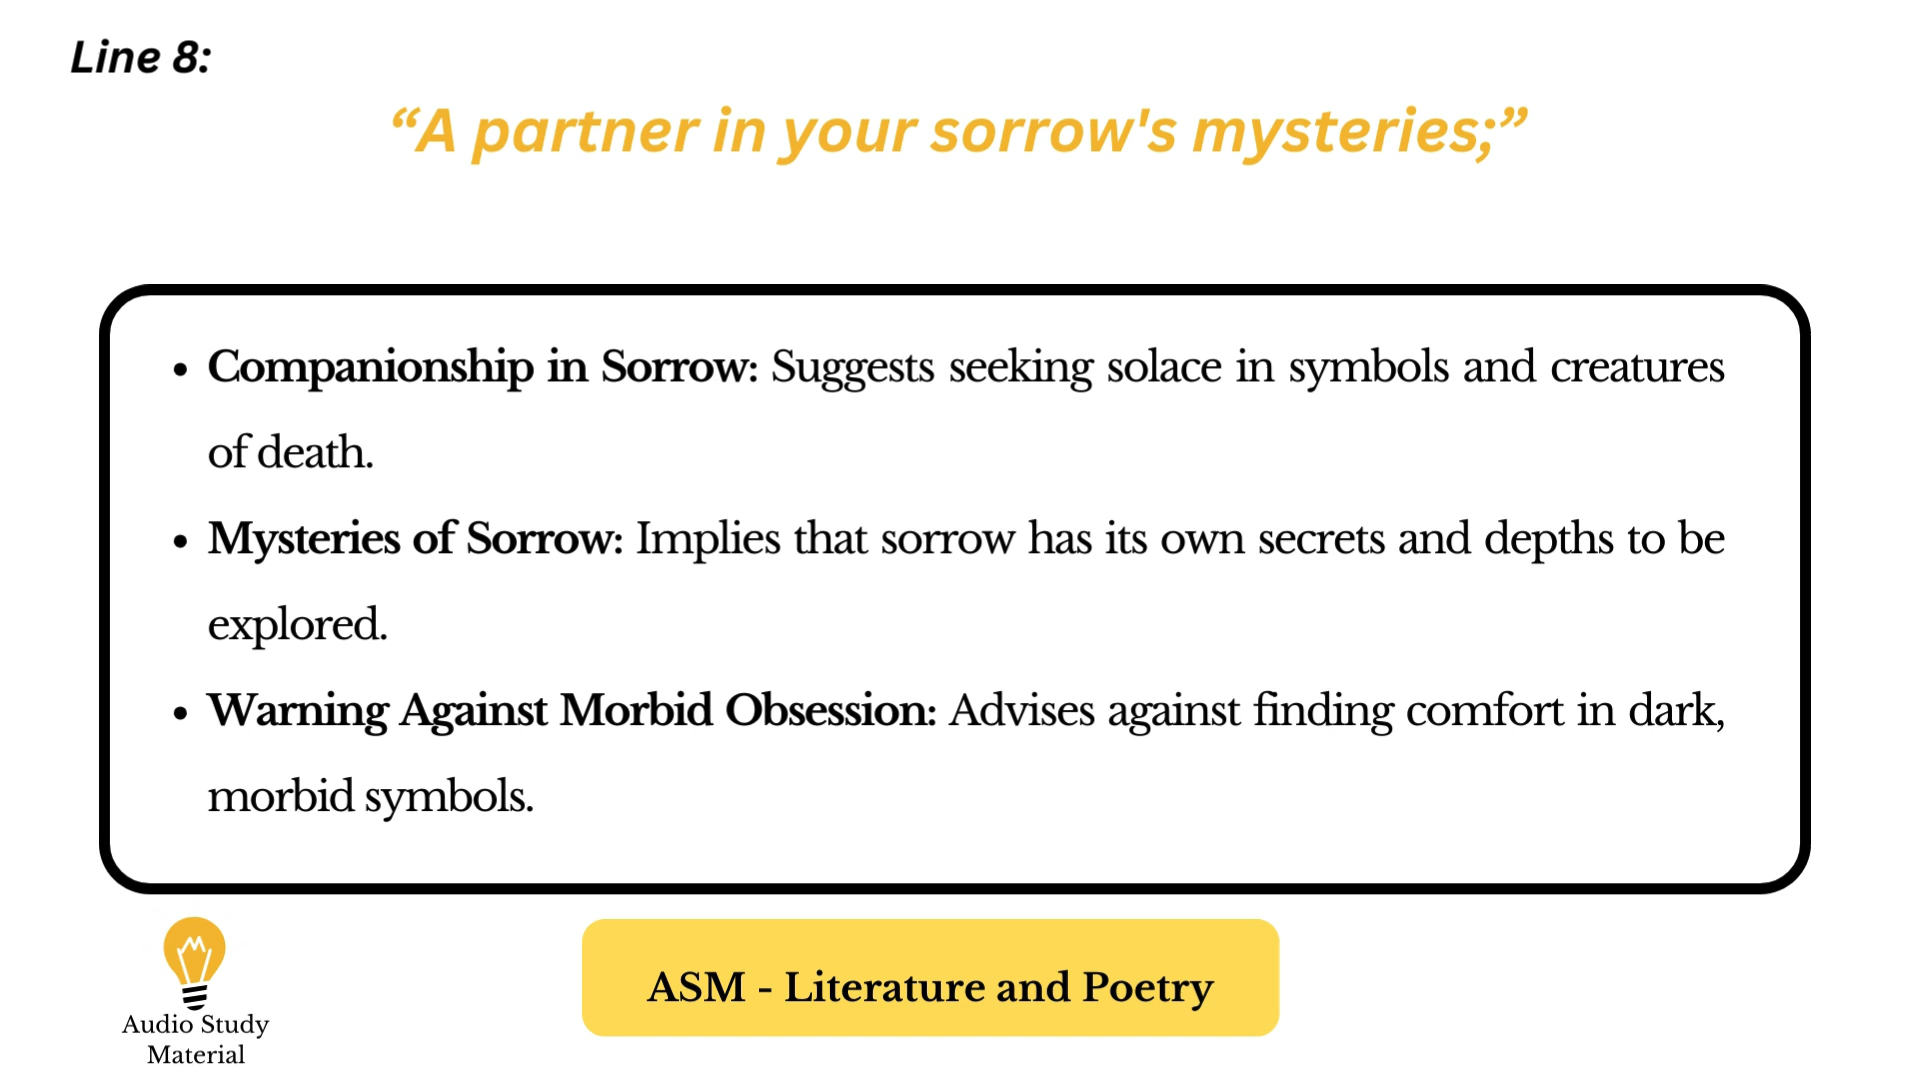 Line 8:
“A partner in your sorrow's mysteries;”
• Companionship in Sorrow: Suggests seeking solace in symbols and creatures
of death.
• Mysteries of Sorrow: Implies that sorrow has its own secrets and depths to be
explored.
• Warning Against Morbid Obsession: Advises against finding comfort in dark,
morbid symbols.
Audio Study
Material
ASM - Literature and Poetry